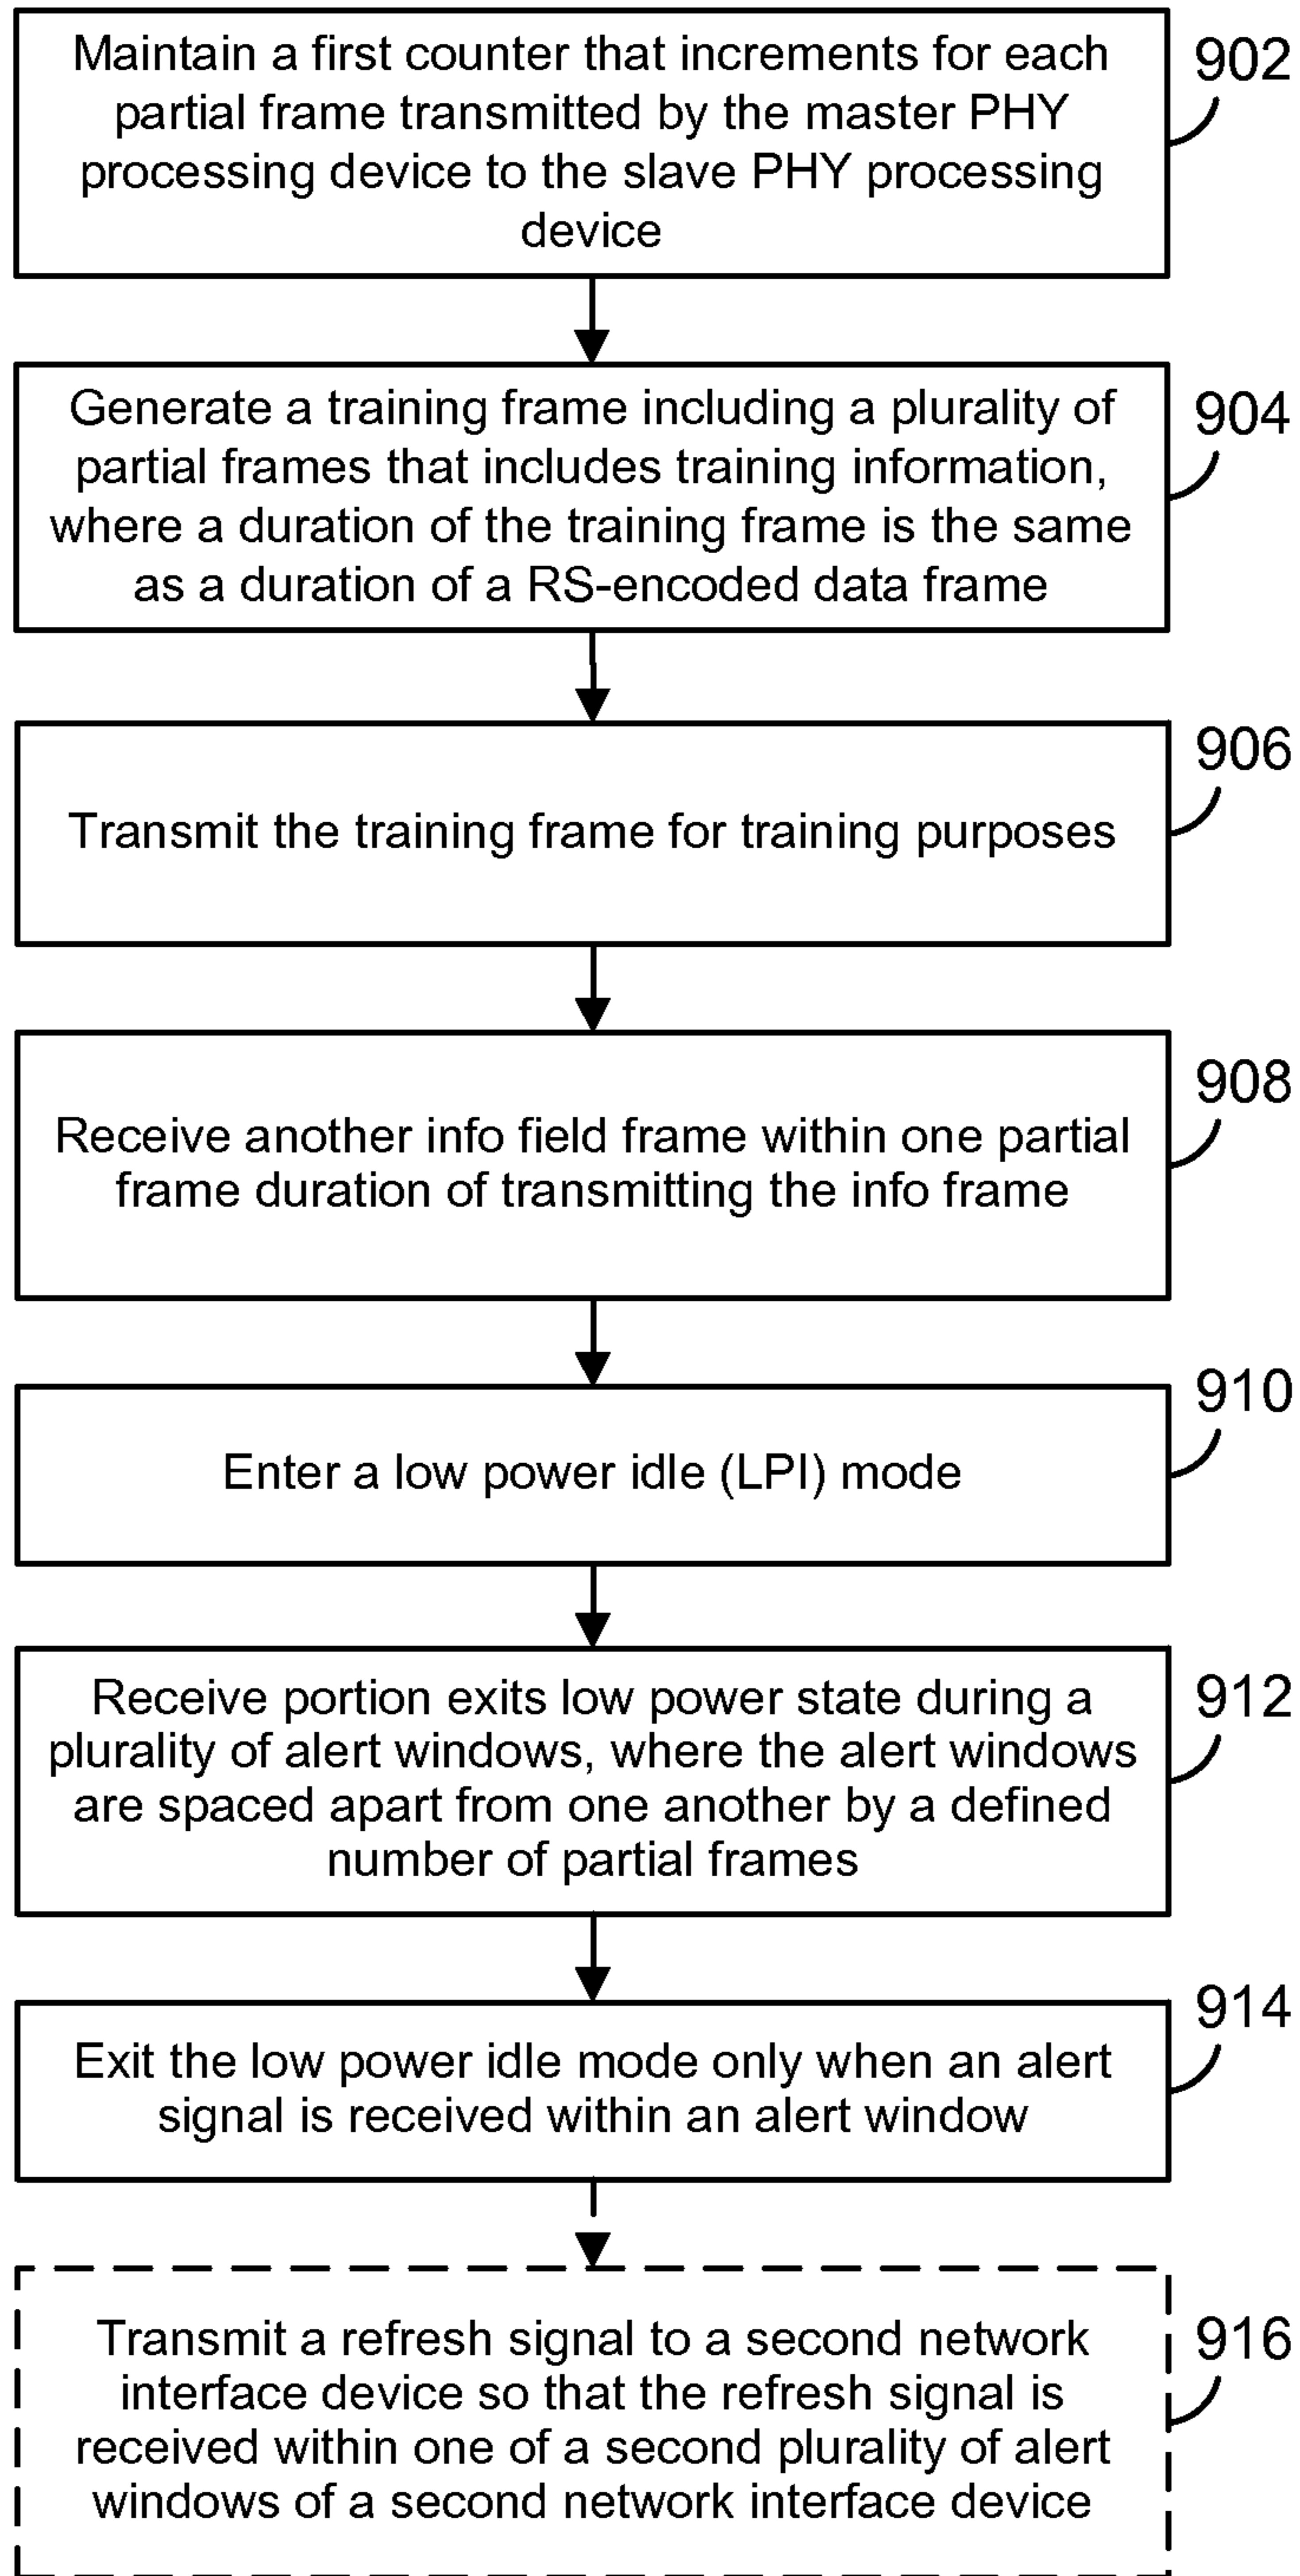 Maintain a first counter that increments for each
partial frame transmitted by the master PHY
processing device to the slave PHY processing
device
902
Generate a training frame including a plurality of
partial frames that includes training information,
where a duration of the training frame is the same
as a duration of a RS-encoded data frame
904
Transmit the training frame for training purposes
906
Receive another info field frame within one partial
frame duration of transmitting the info frame
908
Enter a low power idle (LPI) mode
910
Receive portion exits low power state during a
plurality of alert windows, where the alert windows
are spaced apart from one another by a defined
number of partial frames
912
Exit the low power idle mode only when an alert
signal is received within an alert window
914
Transmit a refresh signal to a second network
interface device so that the refresh signal is
received within one of a second plurality of alert
windows of a second network interface device
916